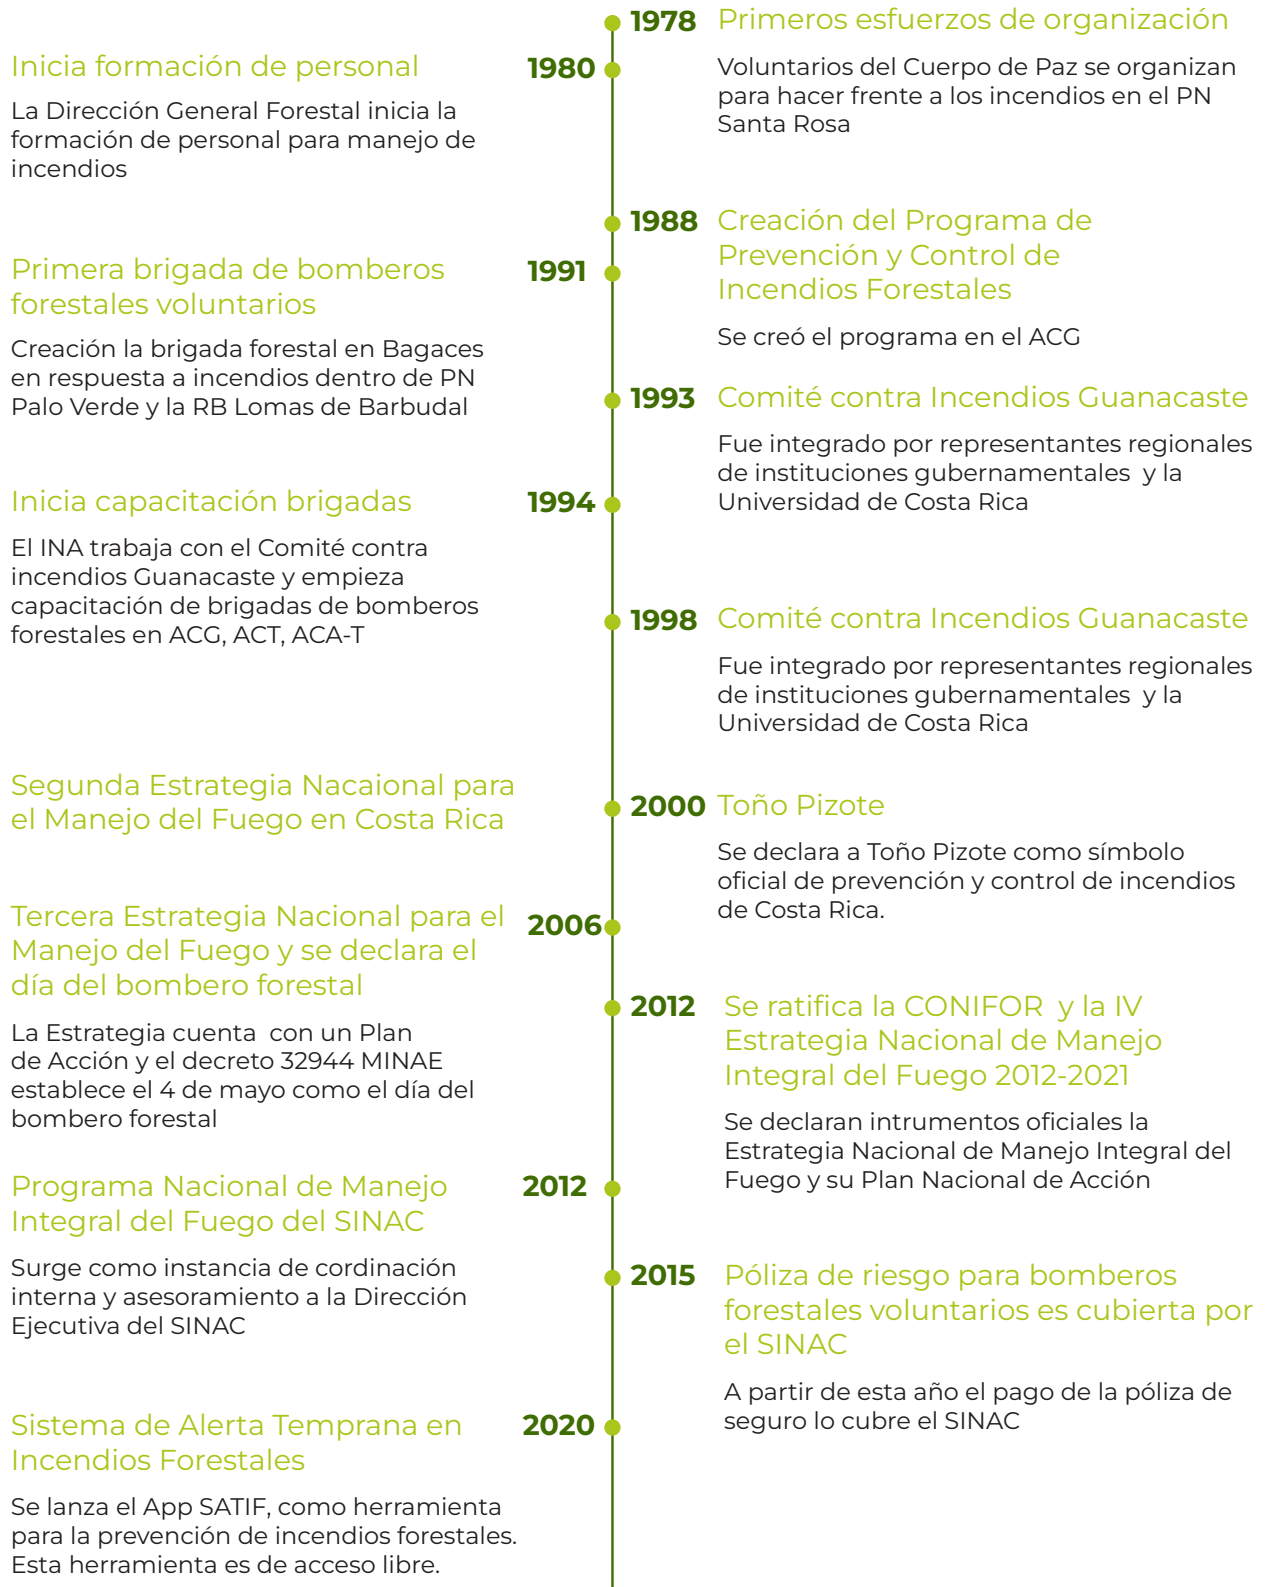 1978 Primeros esfuerzos de organización
Voluntarios del Cuerpo de Paz se organizan
para hacer frente a los incendios en el PN
Santa Rosa
Inicia formación de personal 1980
La Dirección General Forestal inicia la
formación de personal para manejo de
incendios
1988 Creación del Programa de
Prevención y Control de
Incendios Forestales
Se creó el programa en el ACG
Primera brigada de bomberos 1991
forestales voluntarios
Creación la brigada forestal en Bagaces
en respuesta a incendios dentro de PN
Palo Verde y la RB Lomas de Barbudal
1993 Comité contra Incendios Guanacaste
Fue integrado por representantes regionales
de instituciones gubernamentales y la
Universidad de Costa Rica
Inicia capacitación brigadas 1994
El INA trabaja con el Comité contra
incendios Guanacaste y empieza
capacitación de brigadas de bomberos
forestales en ACG, ACT, ACA-T
1998 Comité contra Incendios Guanacaste
Fue integrado por representantes regionales
de instituciones gubernamentales y la
Universidad de Costa Rica
Segunda Estrategia Nacaional para
el Manejo del Fuego en Costa Rica
2000 Toño Pizote
Se declara a Toño Pizote como símbolo
oficial de prevención y control de incendios
de Costa Rica.
Tercera Estrategia Nacional para el 2006
Manejo del Fuego y se declara el
día del bombero forestal
La Estrategia cuenta con un Plan
de Acción y el decreto 32944 MINAE
establece el 4 de mayo como el día del
bombero forestal
2012 Se ratifica la CONIFOR y la IV
Estrategia Nacional de Manejo
Integral del Fuego 2012-2021
Se declaran intrumentos oficiales la
Estrategia Nacional de Manejo Integral del
Fuego y su Plan Nacional de Acción
Programa Nacional de Manejo 2012
Integral del Fuego del SINAC
Surge como instancia de cordinación
interna y asesoramiento a la Dirección
Ejecutiva del SINAC
2015 Póliza de riesgo para bomberos
forestales voluntarios es cubierta por
el SINAC
A partir de esta año el pago de la póliza de
seguro lo cubre el SINAC
Sistema de Alerta Temprana en 2020
Incendios Forestales
Se lanza el App SATIF, como herramienta
para la prevención de incendios forestales.
Esta herramienta es de acceso libre.